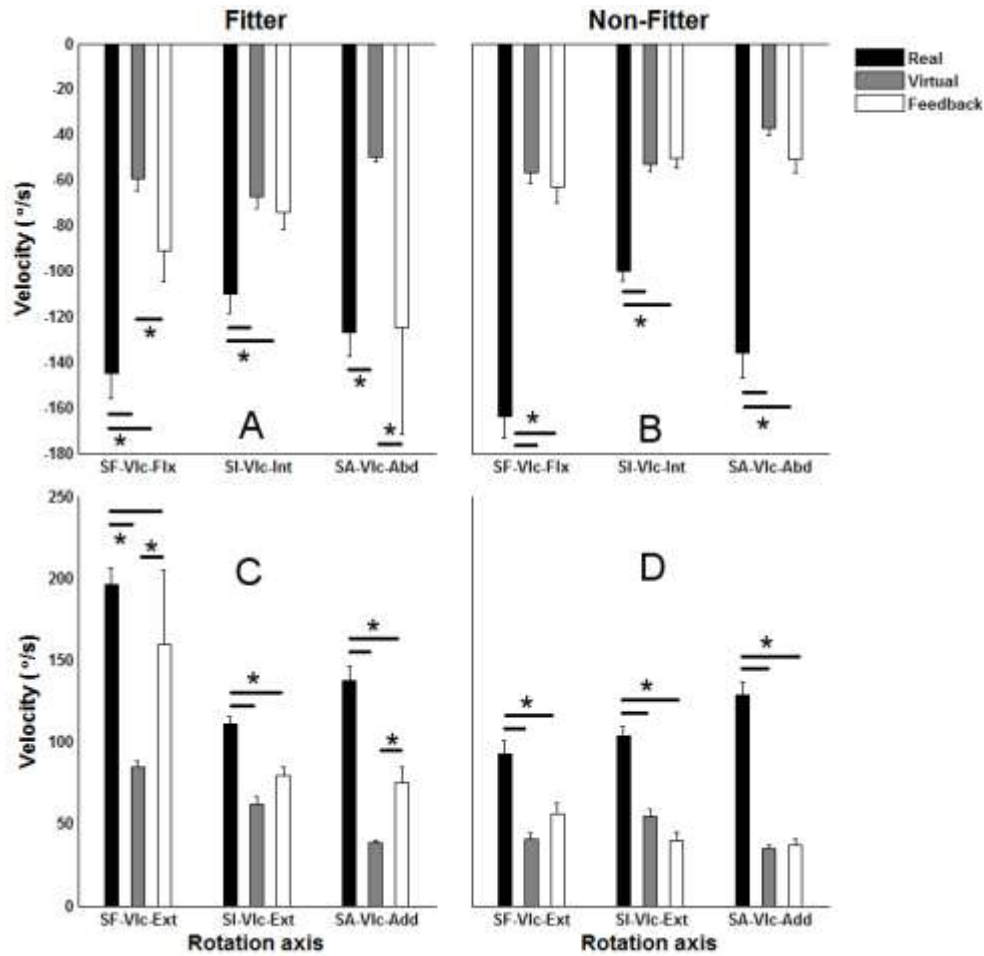 Fitter
Non-Fitter
Real
Virtual
Feedback
Velocity (°/s)
0
-20
-40
-60
-80
-100
-120
-140
-160
-180
*
*
*
*
*
A
SF-Vlc-Flx
SI-Vlc-Int
SA-Vlc-Abd
*
*
*
B
SF-Vlc-Flx
SI-Vlc-Int
SA-Vlc-Abd
Velocity (°/s)
250
200
150
100
50
0
*
*
*
*
*
C
SF-Vlc-Ext
SI-Vlc-Ext
SA-Vlc-Add
Rotation axis
*
*
*
D
SF-Vlc-Ext
SI-Vlc-Ext
SA-Vlc-Add
Rotation axis